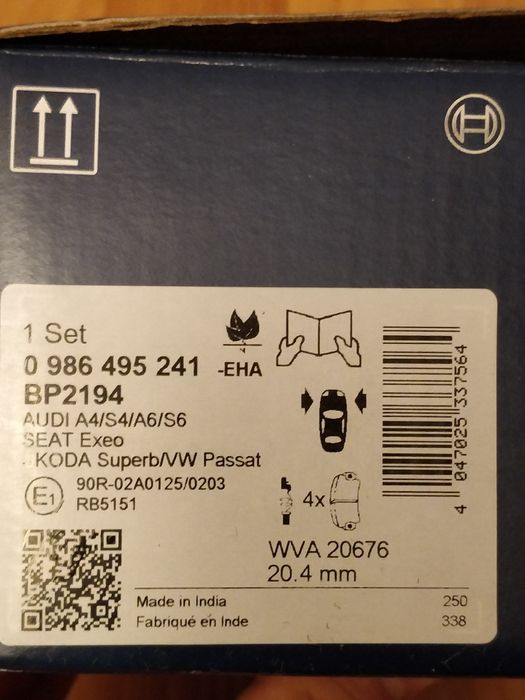 1 Set
0 986 495 241 -EHA
BP2194
AUDI A4/S4/A6/S6
SEAT Exeo
SKODA Superb/VW Passat
E1
90R-02A0125/0203
RB5151
4x
4 047025 337564
WVA 20676
20.4 mm
Made in India 250
Fabriqué en Inde 338